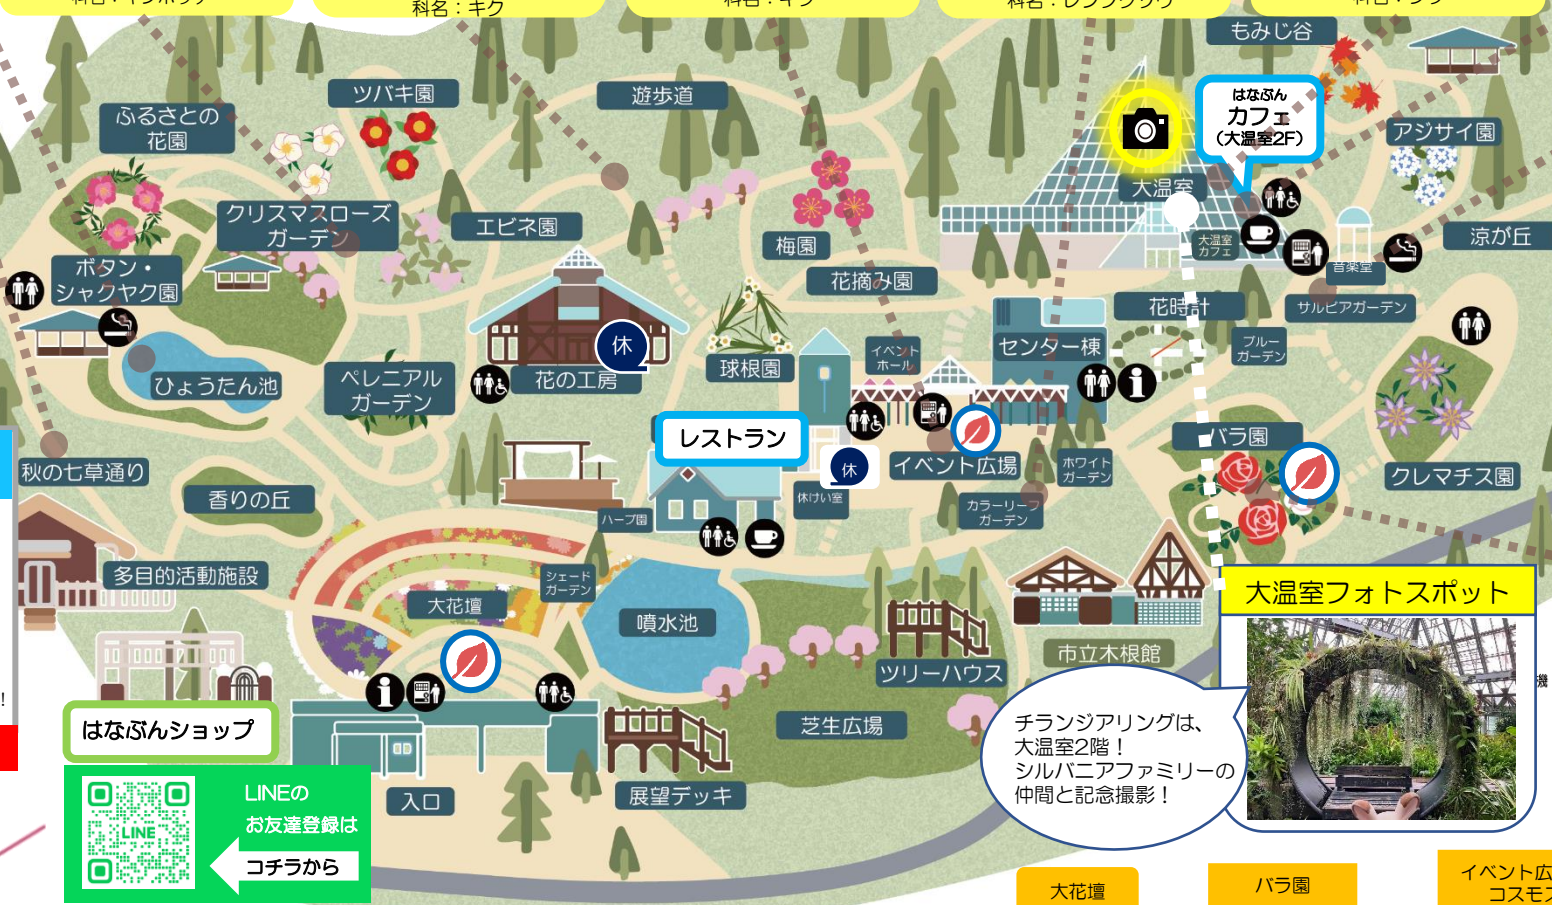 科名：キク
もみじ谷
ツバキ園
遊歩道
はなぶん
カフェ
（大温室2F）
ふるさとの
花園
アジサイ園
大温室
クリスマスローズ
ガーデン
エビネ園
梅園
大温室
カフェ
涼が丘
音楽堂
ボタン・
シャクヤク園
花摘み園
花時計
サルビアガーデン
休
イベント
ホール
センター棟
ブルー
ガーデン
ひょうたん池
ペレニアル
ガーデン
花の工房
球根園
レストラン
バラ園
秋の七草通り
休
イベント広場
ホワイト
ガーデン
クレマチス園
香りの丘
休けい室
カラーリーフ
ガーデン
ハーブ園
多目的活動施設
シェード
ガーデン
大花壇
大温室フォトスポット
噴水池
市立木根館
ツリーハウス
機
!
はなぶんショップ
芝生広場
チランジアリングは、
大温室2階！
シルバニアファミリーの
仲間と記念撮影！
入口
展望デッキ
LINEの
お友達登録は
LINE
コチラから
大花壇
バラ園
イベント広
コスモス